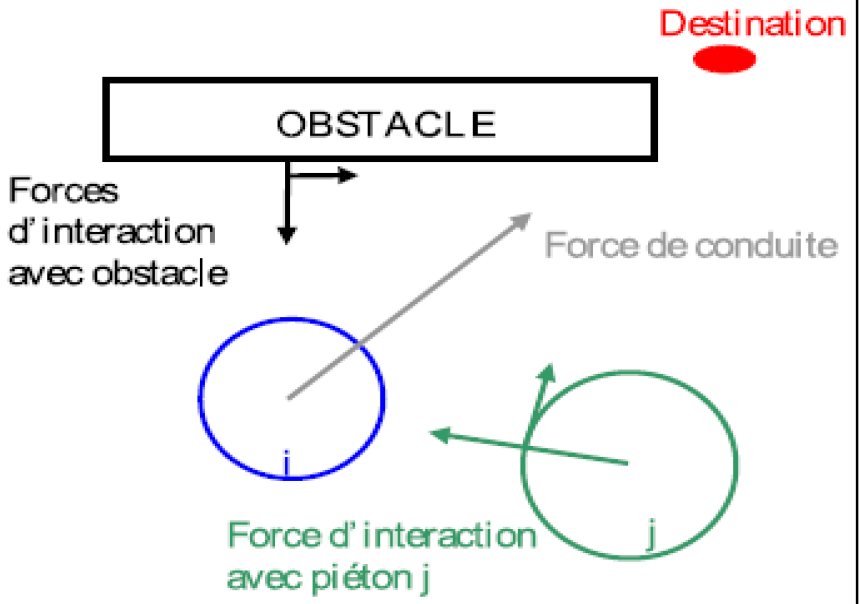 Destination
OBSTACLE
Forces
d'interaction
avec obstacle
Force de conduite
i
j
Force d'interaction
avec piéton j